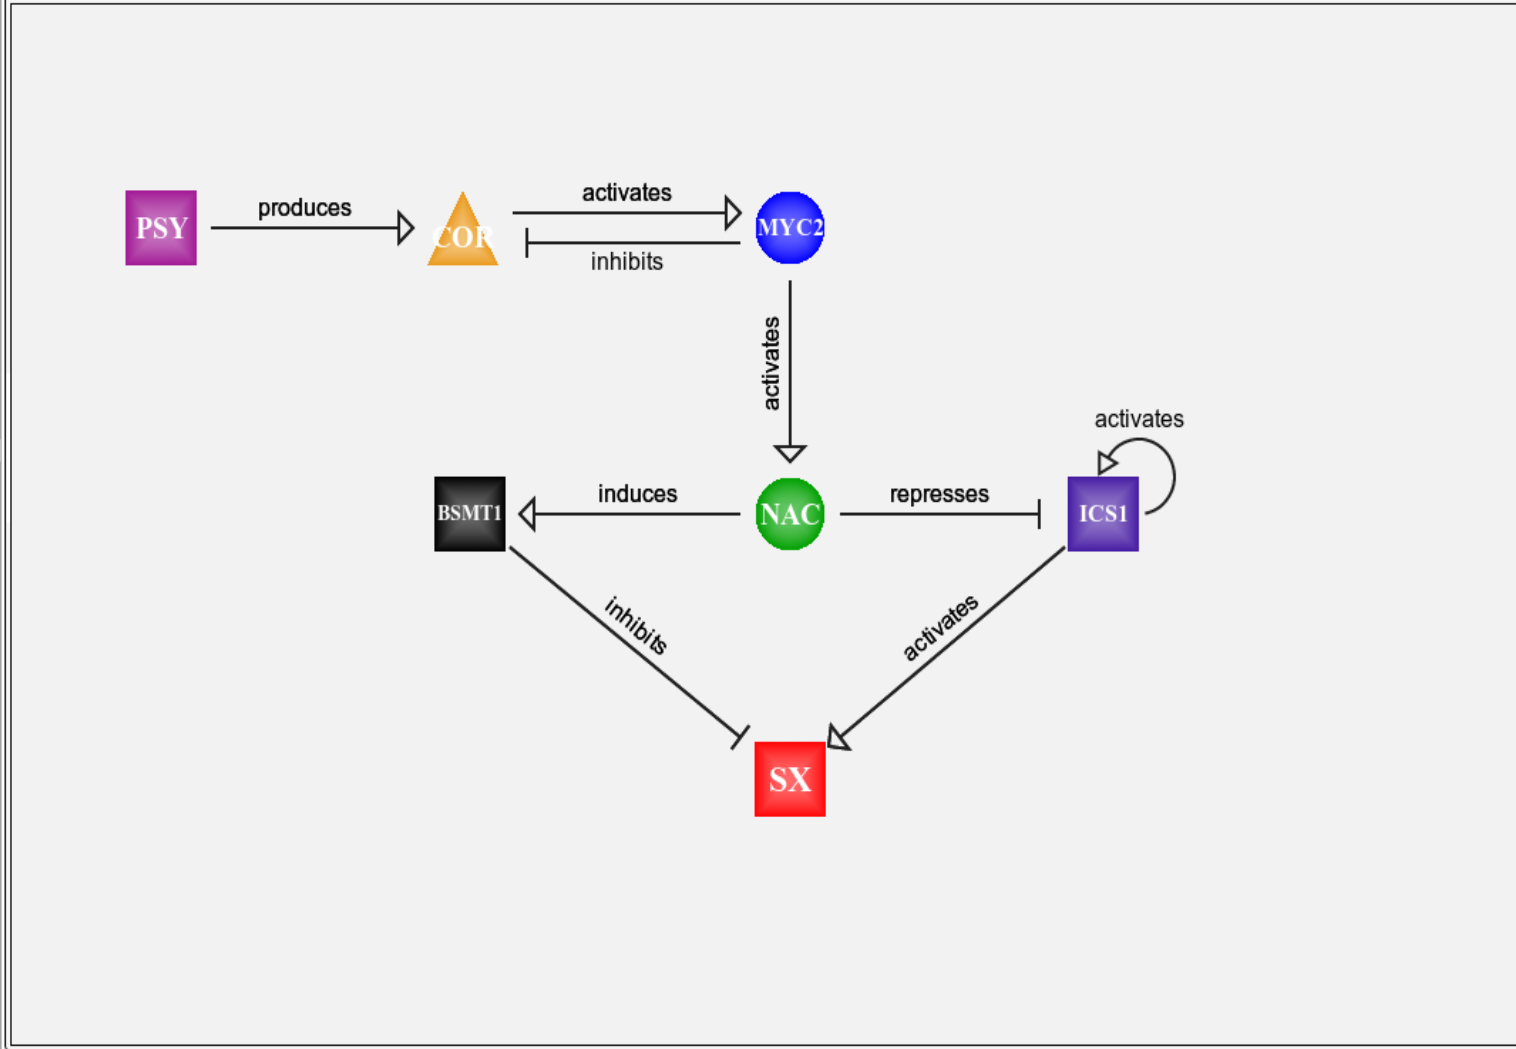 produces
activates
PSY
COR
MYC2
inhibits
activates
activates
induces
represses
BSMT1
NAC
ICS1
inhibits
activates
SX